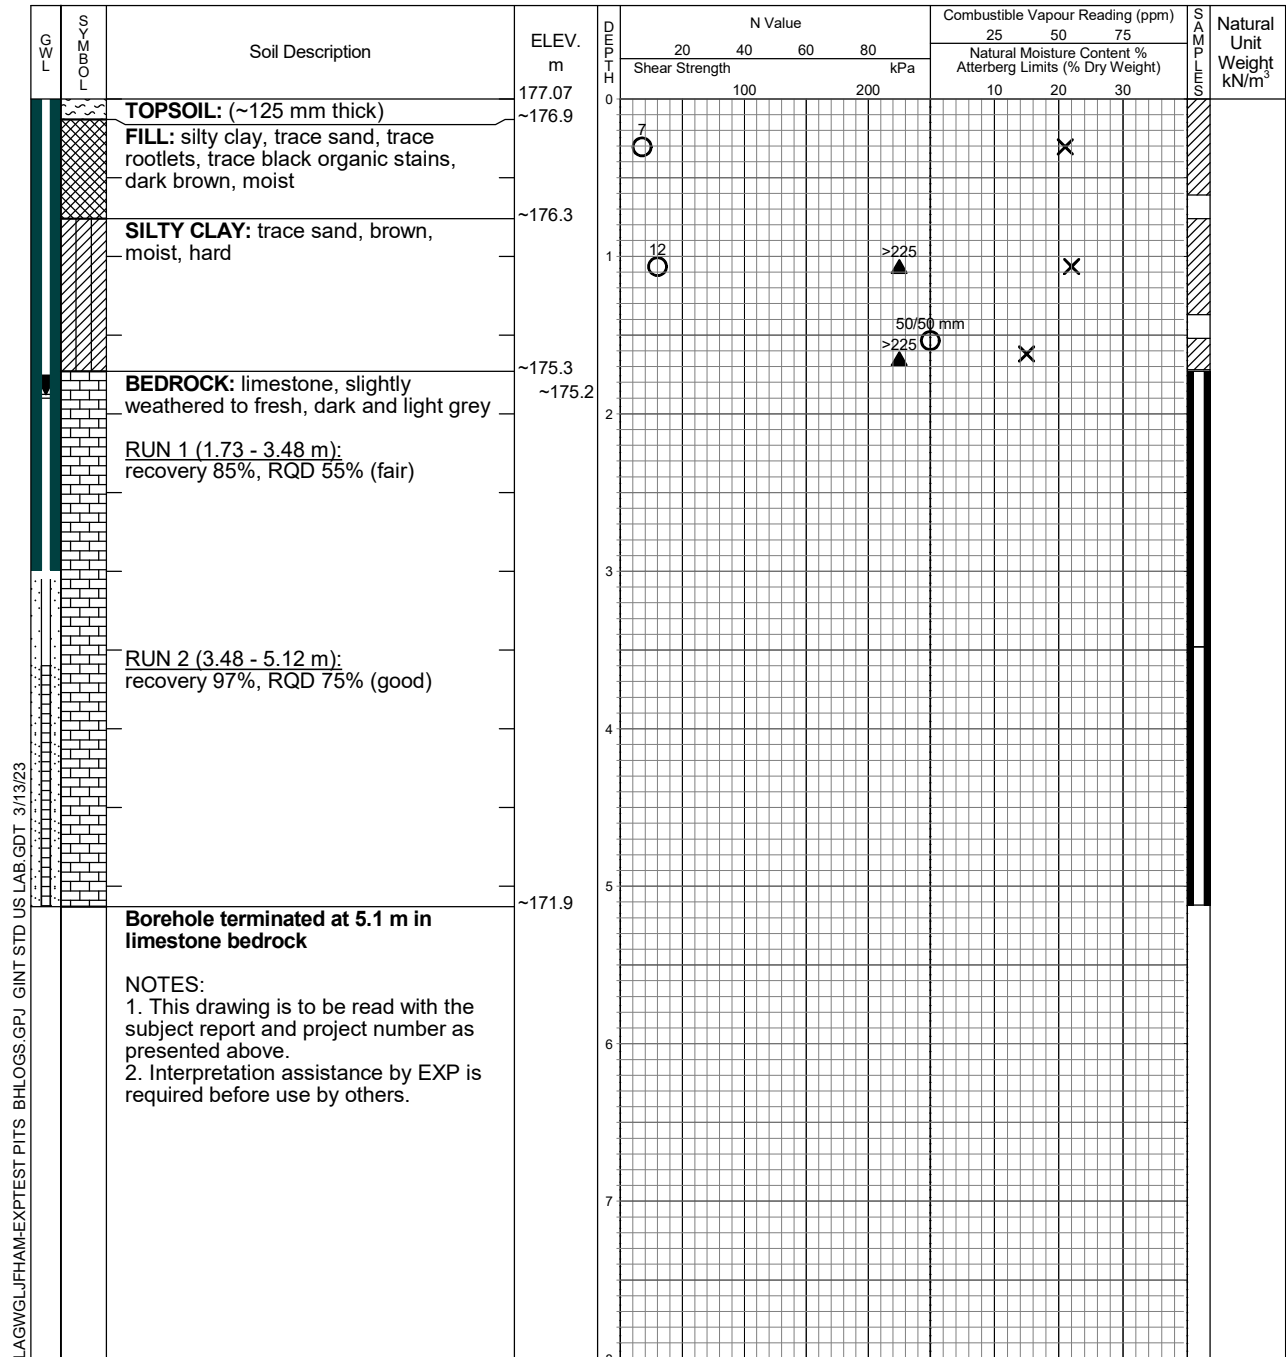 GWL
SYMBOL
Soil Description
ELEV.
m
DEPTH
N Value
20 40 60 80
Shear Strength kPa
100 200
Combustible Vapour Reading (ppm)
25 50 75
Natural Moisture Content %
Atterberg Limits (% Dry Weight)
10 20 30
SAMPLES
Natural
Unit
Weight
kN/m³
177.07
0
TOPSOIL: (~125 mm thick)
~176.9
FILL: silty clay, trace sand, trace
rootlets, trace black organic stains,
dark brown, moist
7
~176.3
SILTY CLAY: trace sand, brown,
moist, hard
1
12
>225
50/50 mm
>225
~175.3
BEDROCK: limestone, slightly
weathered to fresh, dark and light grey
~175.2
2
RUN 1 (1.73 - 3.48 m):
recovery 85%, RQD 55% (fair)
3
RUN 2 (3.48 - 5.12 m):
recovery 97%, RQD 75% (good)
4
5
~171.9
Borehole terminated at 5.1 m in
limestone bedrock
NOTES:
1. This drawing is to be read with the
subject report and project number as
presented above.
2. Interpretation assistance by EXP is
required before use by others.
6
7
LAGWGLJFHAM-EXPTEST PITS BHLOGS.GPJ GINT STD US LAB.GDT 3/13/23